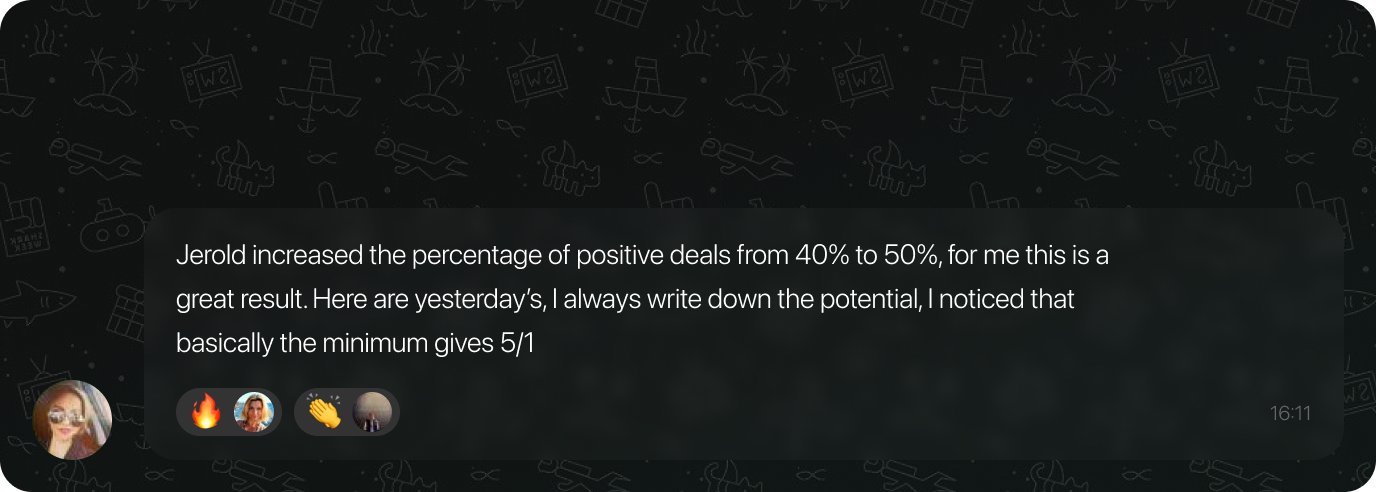 Jerold increased the percentage of positive deals from 40% to 50%, for me this is a
great result. Here are yesterday’s, I always write down the potential, I noticed that
basically the minimum gives 5/1
16:11